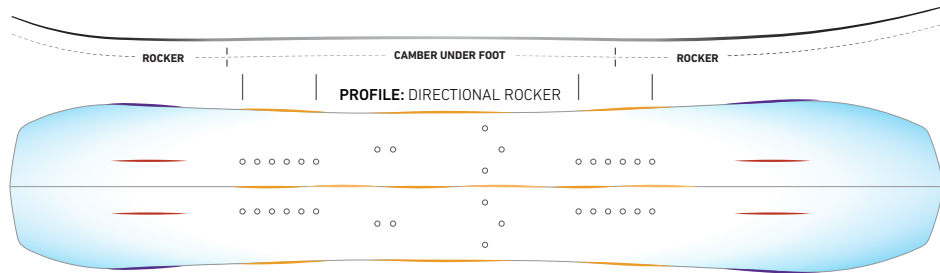 ROCKER
CAMBER UNDER FOOT
ROCKER
PROFILE: DIRECTIONAL ROCKER